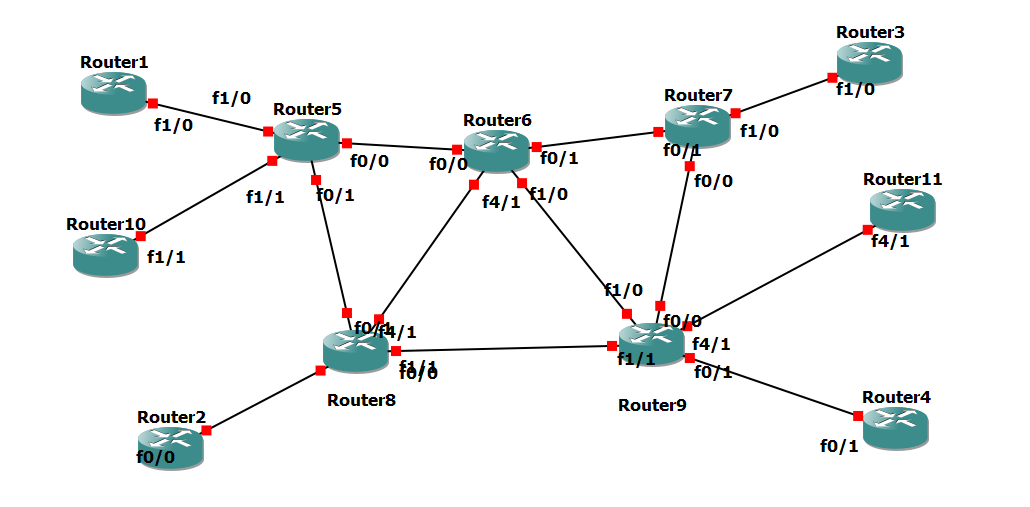 Router3
Router1
f1/0
Router7
f1/0
Router5
f1/0
Router6
f1/0
f0/0
f0/0
f0/1
f0/1
f0/0
Router11
f1/1
f0/1
f4/1
f1/0
Router10
f1/1
f4/1
f1/0
f0/1
f4/1
f0/0
f4/1
f1/1
f0/0
f1/1
f0/1
Router8
Router9
Router4
Router2
f0/0
f0/1